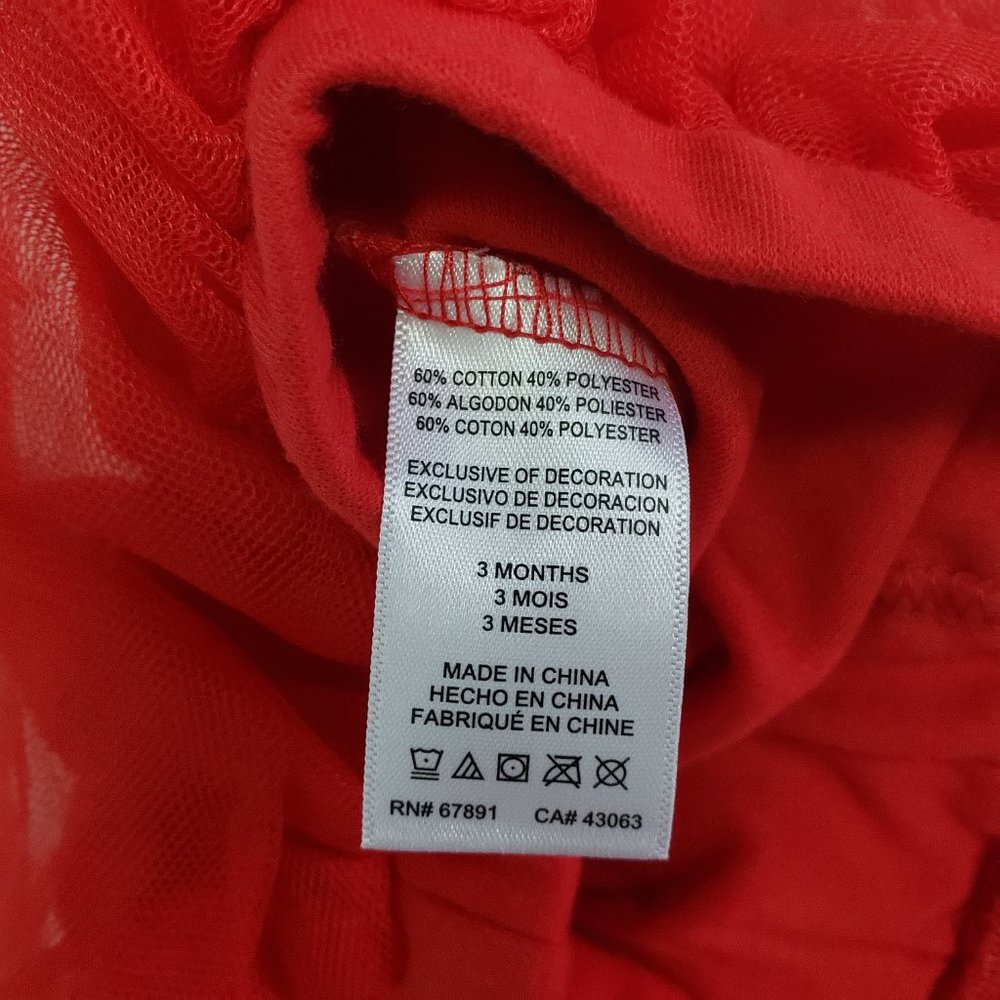 60% COTTON 40% POLYESTER
60% ALGODON 40% POLIESTER
60% COTON 40% POLYESTER
EXCLUSIVE OF DECORATION
EXCLUSIVO DE DECORACION
EXCLUSIF DE DECORATION
3 MONTHS
3 MOIS
3 MESES
MADE IN CHINA
HECHO EN CHINA
FABRIQUÉ EN CHINE
RN# 67891 CA# 43063